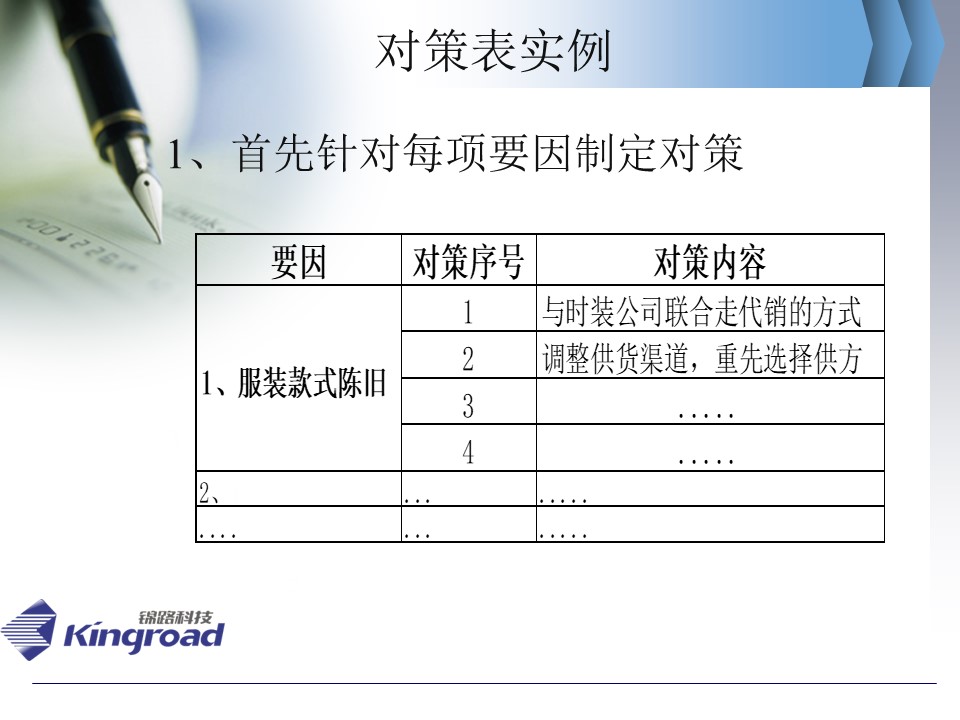 对策表实例
1、首先针对每项要因制定对策
要因 对策序号 对策内容
1、服装款式陈旧
1 与时装公司联合走代销的方式
2 调整供货渠道，重先选择供方
3 .....
4 .....
2、 ... .....
.... ... .....
锦路科技
Kingroad